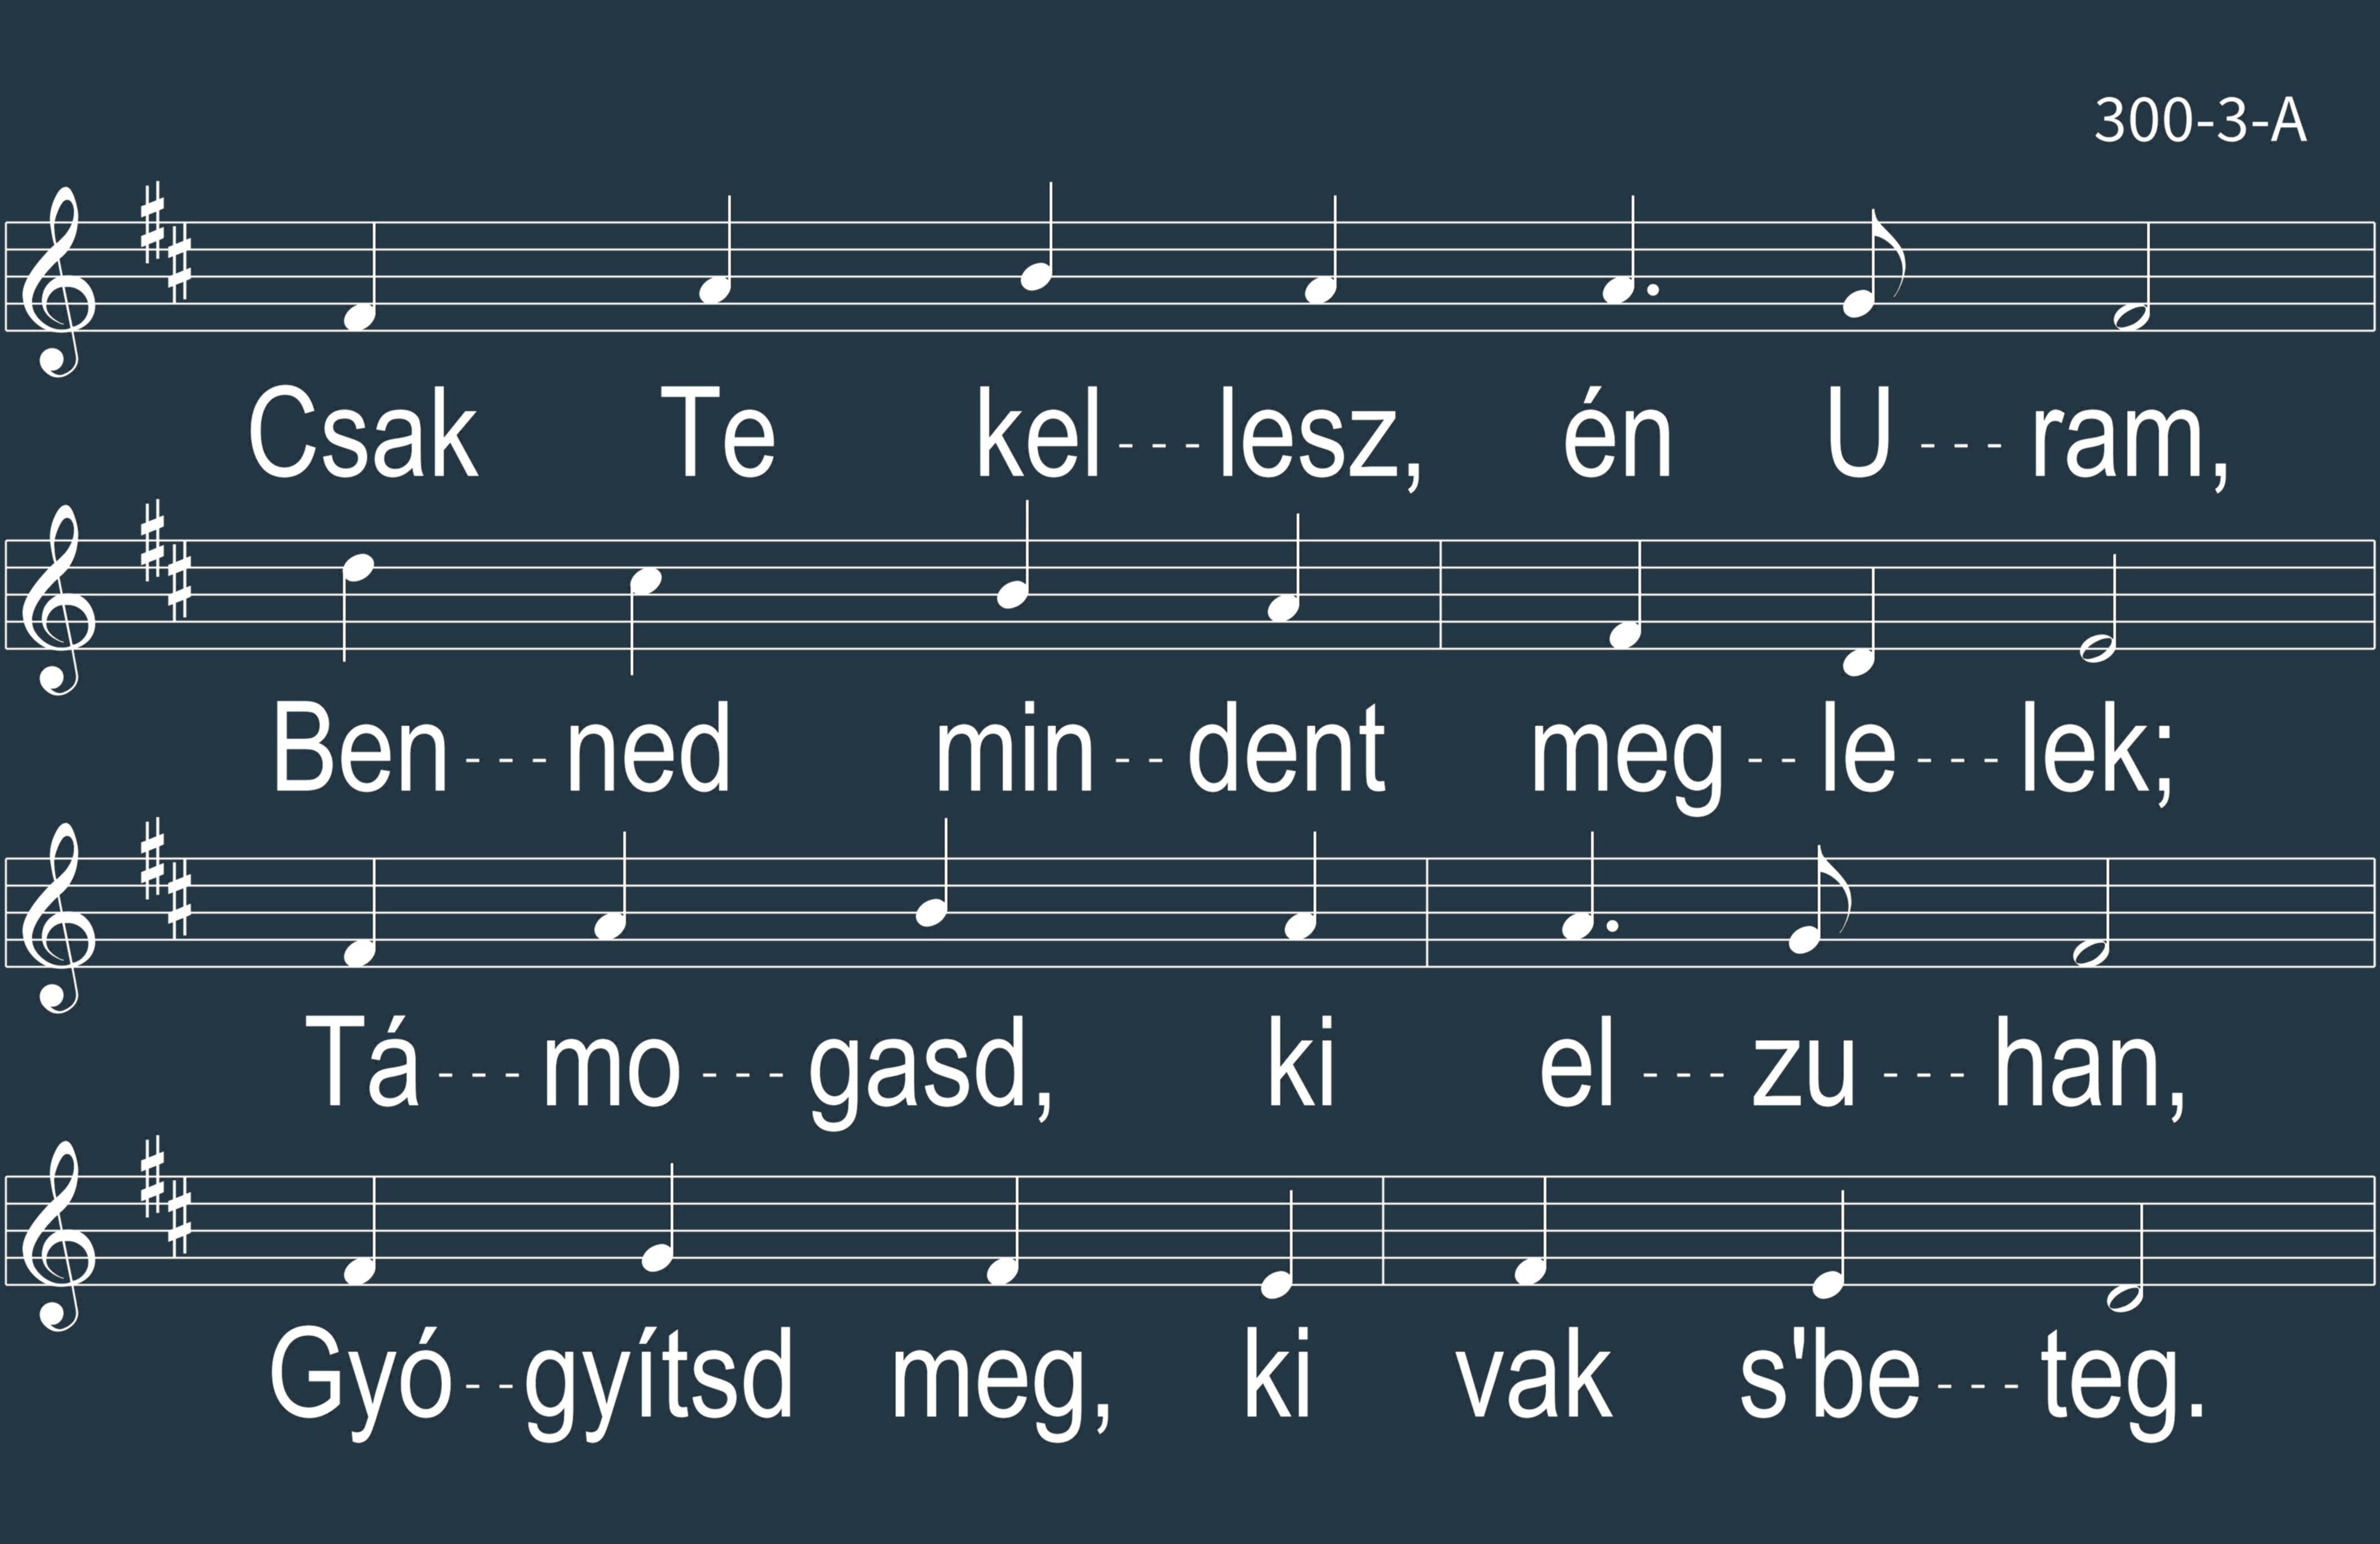 300-3-A
Csak Te kel---lesz, én U---ram,
Ben---ned min--dent meg--le---lek;
Tá---mo---gasd, ki el---zu---han,
Gyó--gyítsd meg, ki vak s'be---teg.